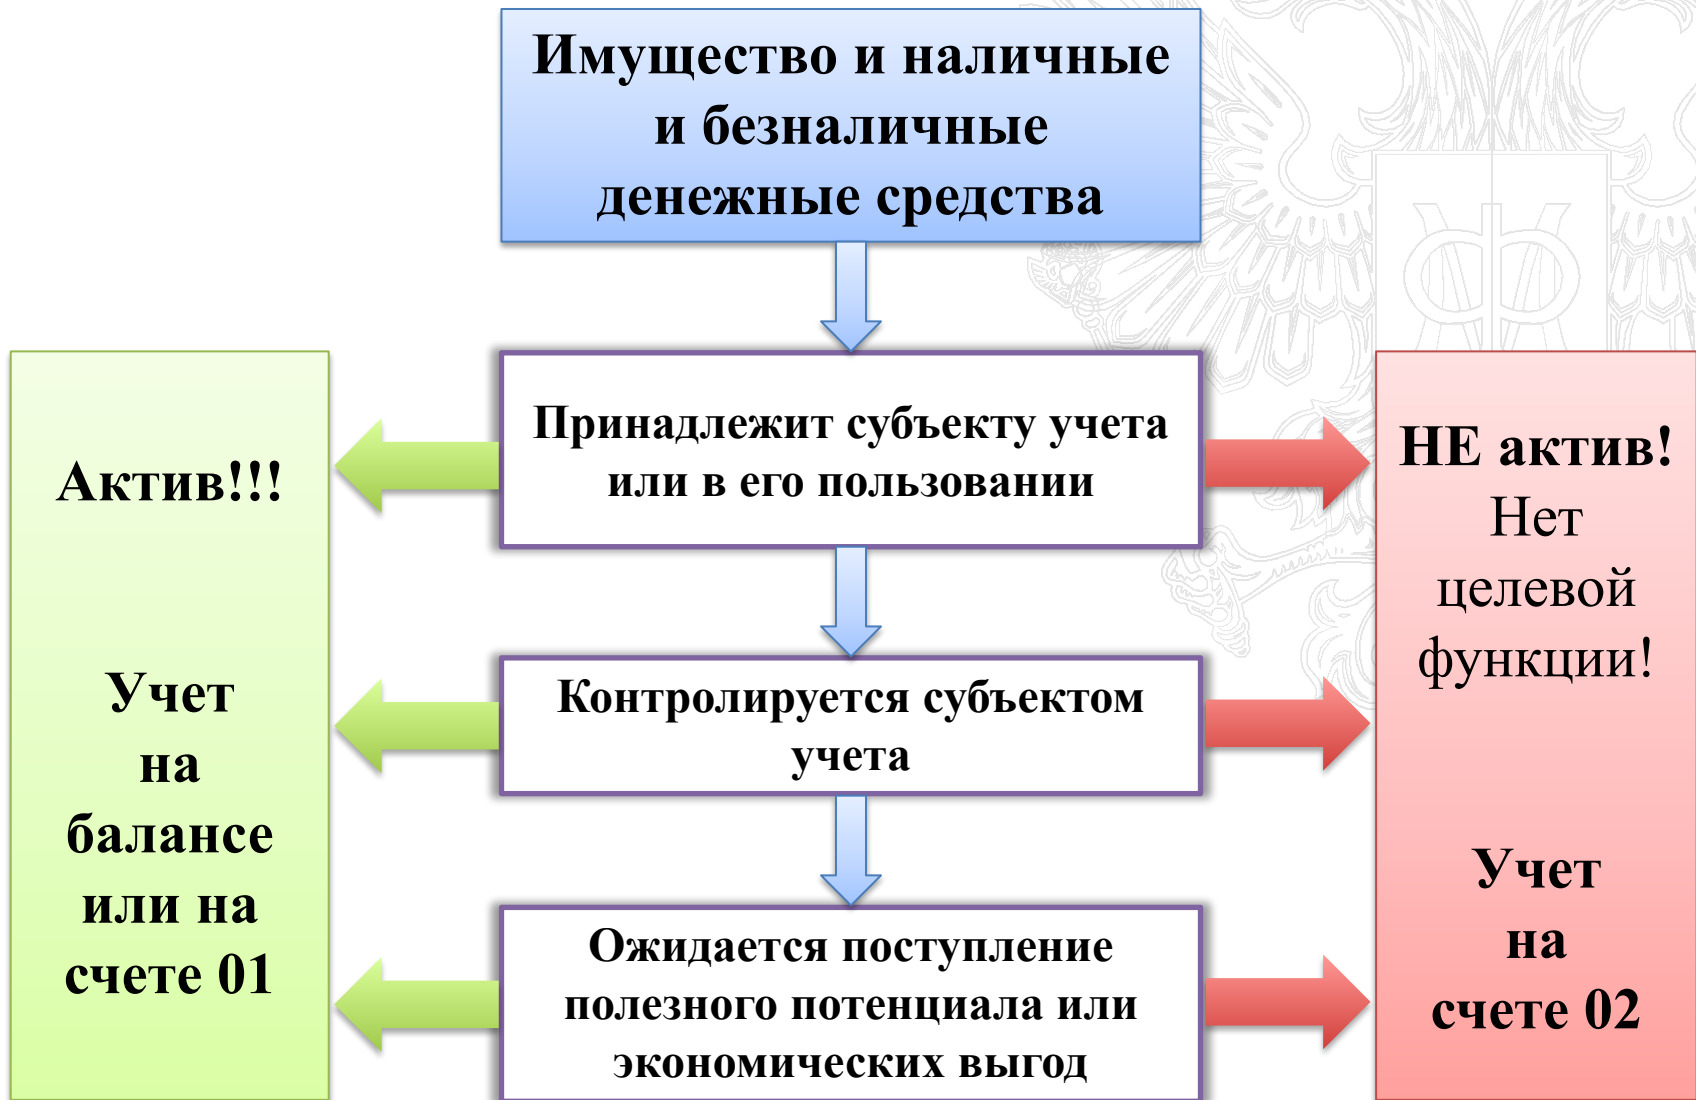 Имущество и наличные
и безналичные
денежные средства
Принадлежит субъекту учета
или в его пользовании
Актив!!!
Учет
на
балансе
или на
счете 01
НЕ актив!
Нет
целевой
функции!
Учет
на
счете 02
Контролируется субъектом
учета
Ожидается поступление
полезного потенциала или
экономических выгод